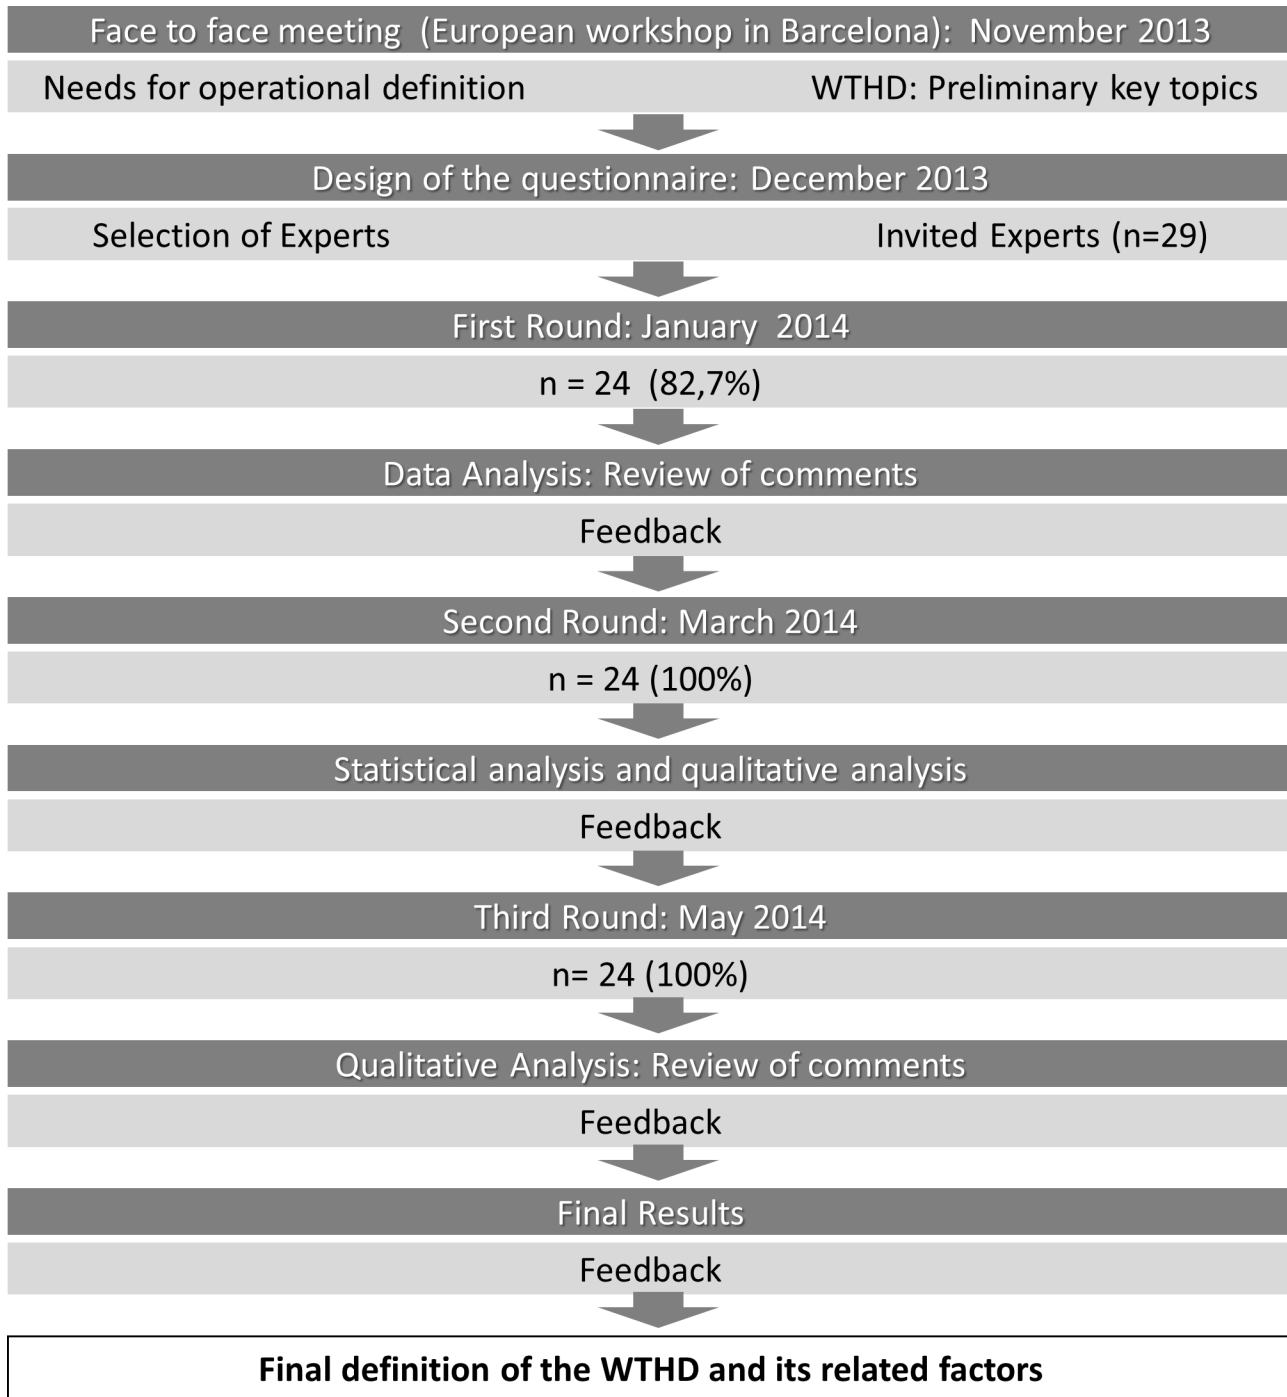 Face to face meeting (European workshop in Barcelona): November 2013
Needs for operational definition WTHD: Preliminary key topics
Design of the questionnaire: December 2013
Selection of Experts Invited Experts (n=29)
First Round: January 2014
n = 24 (82,7%)
Data Analysis: Review of comments
Feedback
Second Round: March 2014
n = 24 (100%)
Statistical analysis and qualitative analysis
Feedback
Third Round: May 2014
n= 24 (100%)
Qualitative Analysis: Review of comments
Feedback
Final Results
Feedback
Final definition of the WTHD and its related factors